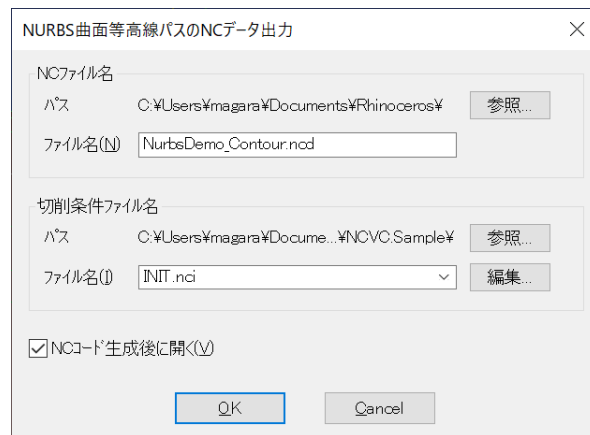 NURBS曲面等高線パスのNCデータ出力
NCファイル名
パス C:¥Users¥magara¥Documents¥Rhinoceros¥ 参照...
ファイル名(N) NurbsDemo_Contour.ncd
切削条件ファイル名
パス C:¥Users¥magara¥Docume...¥NCVC.Sample¥ 参照...
ファイル名(I) INIT.nci 編集...
NCコード生成後に開く(V)
OK Cancel